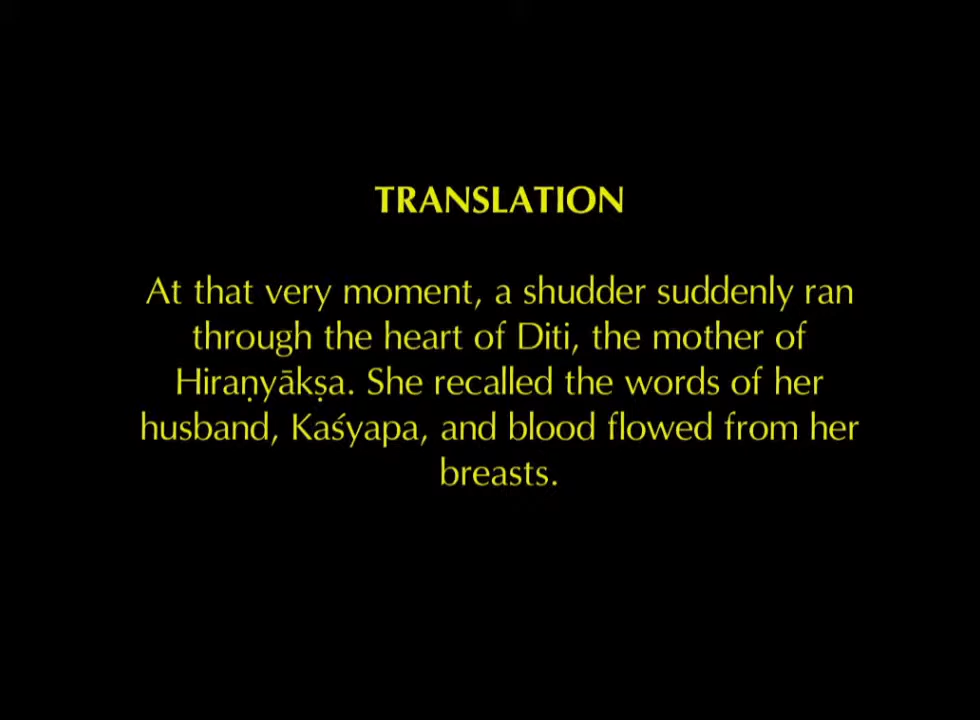 TRANSLATION
At that very moment, a shudder suddenly ran
through the heart of Diti, the mother of
Hiraṇyākṣa. She recalled the words of her
husband, Kaśyapa, and blood flowed from her
breasts.